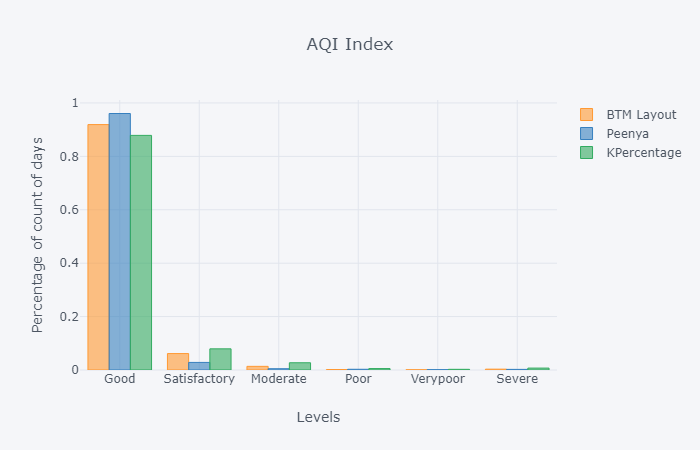 AQI Index
Percentage of count of days
1
0.8
0.6
0.4
0.2
0
Good Satisfactory Moderate Poor Verypoor Severe
Levels
BTM Layout
Peenya
KPercentage